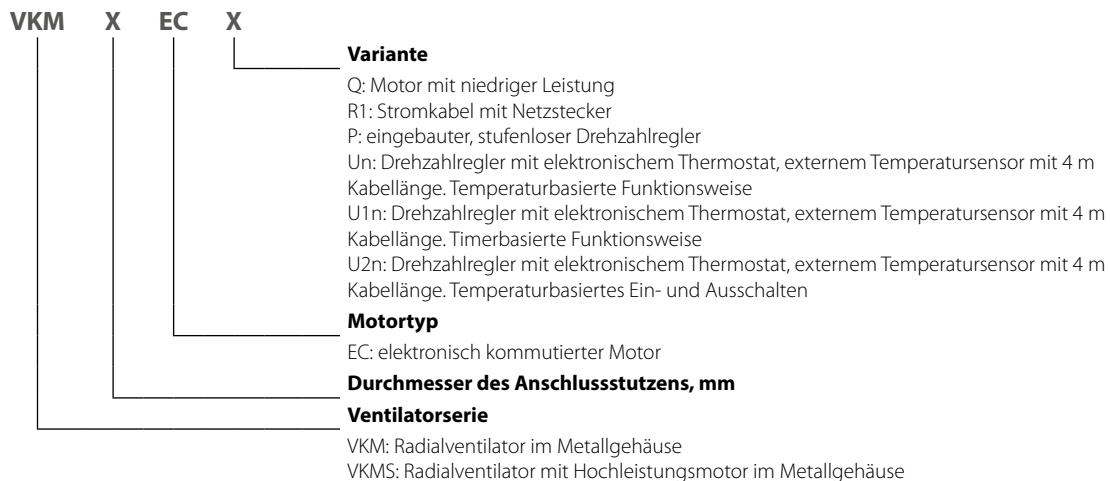 VKM X EC X
Variante
Q: Motor mit niedriger Leistung
R1: Stromkabel mit Netzstecker
P: eingebauter, stufenloser Drehzahlregler
Un: Drehzahlregler mit elektronischem Thermostat, externem Temperatursensor mit 4 m
Kabellänge. Temperaturbasierte Funktionsweise
U1n: Drehzahlregler mit elektronischem Thermostat, externem Temperatursensor mit 4 m
Kabellänge. Timerbasierte Funktionsweise
U2n: Drehzahlregler mit elektronischem Thermostat, externem Temperatursensor mit 4 m
Kabellänge. Temperaturbasiertes Ein- und Ausschalten
Motortyp
EC: elektronisch kommutierter Motor
Durchmesser des Anschlussstutzens, mm
Ventilatorserie
VKM: Radialventilator im Metallgehäuse
VKMS: Radialventilator mit Hochleistungsmotor im Metallgehäuse